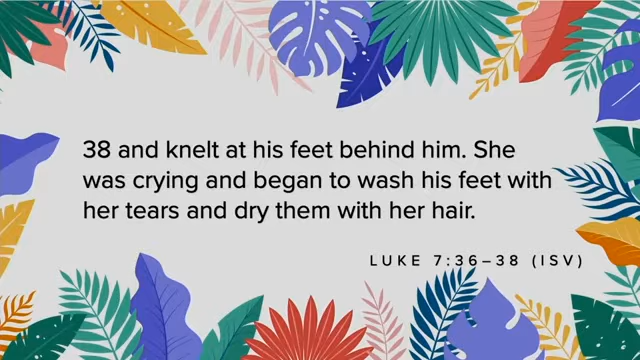 38 and knelt at his feet behind him. She
was crying and began to wash his feet with
her tears and dry them with her hair.
LUKE 7:36–38 (ISV)